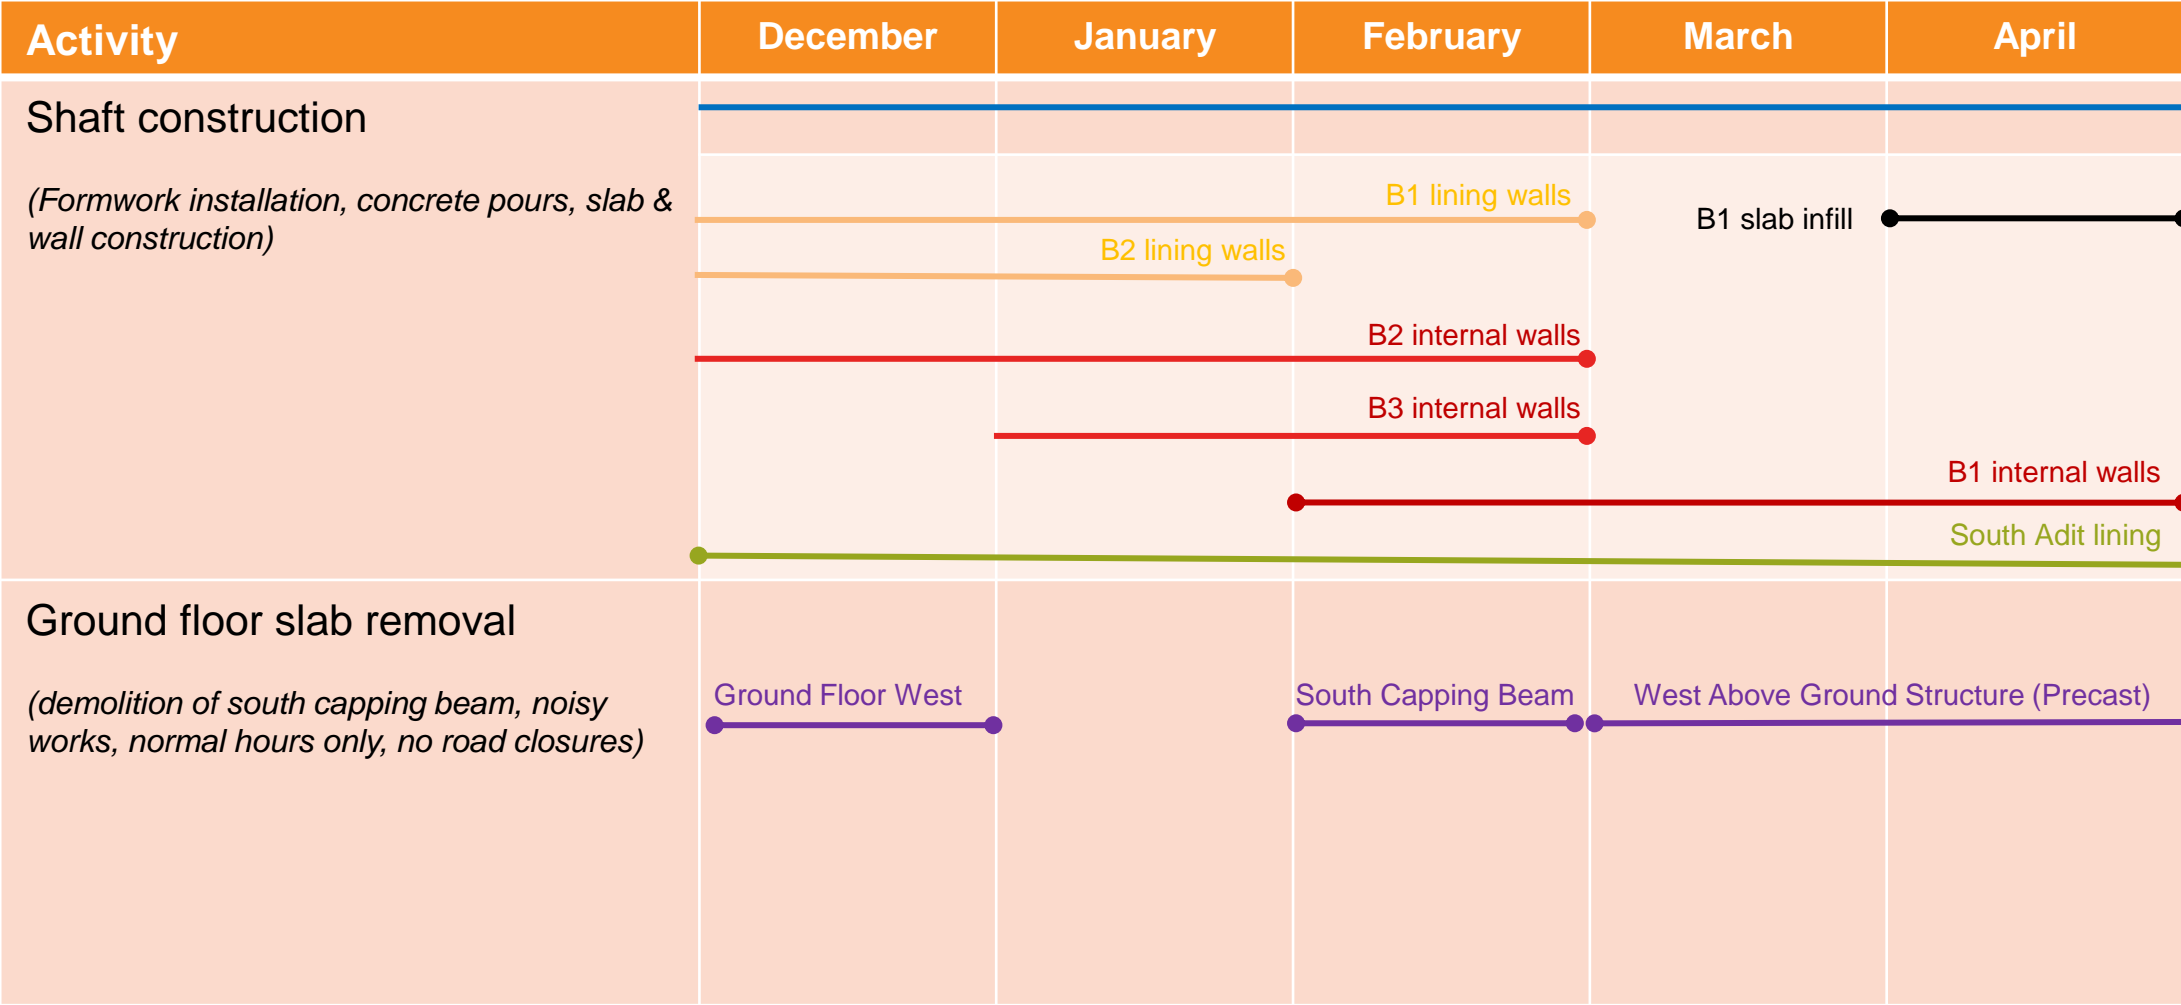 Activity
December
January
February
March
April
Shaft construction
(Formwork installation, concrete pours, slab &
wall construction)
B1 lining walls
B1 slab infill
B2 lining walls
B2 internal walls
B3 internal walls
B1 internal walls
South Adit lining
Ground floor slab removal
(demolition of south capping beam, noisy
works, normal hours only, no road closures)
Ground Floor West
South Capping Beam
West Above Ground Structure (Precast)